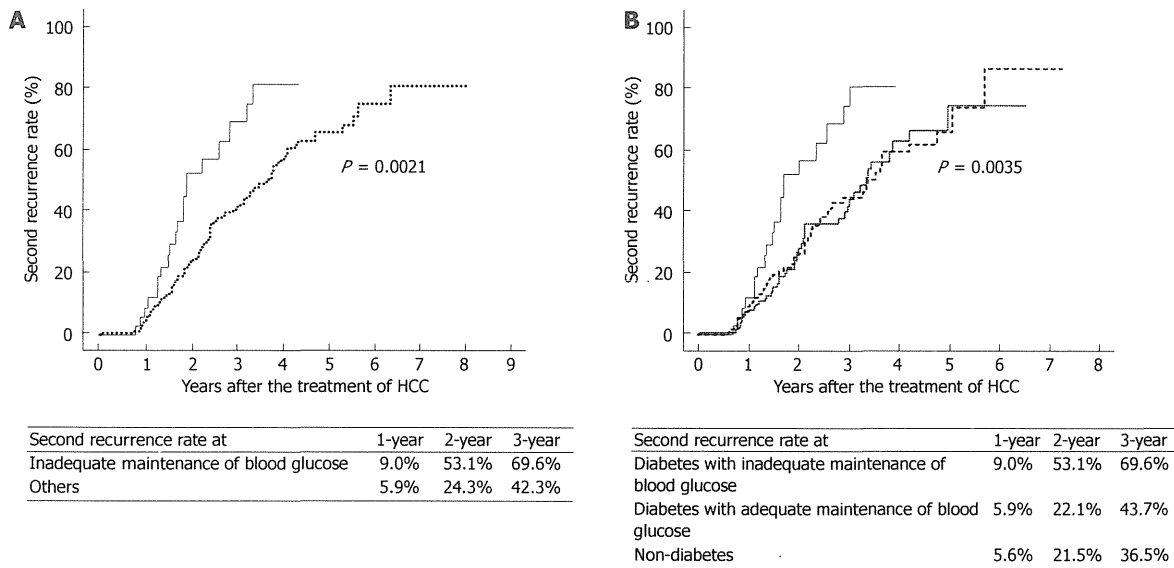 A
Second recurrence rate (%)
100
80
60
40
20
0
P = 0.0021
0 1 2 3 4 5 6 7 8 9
Years after the treatment of HCC
Second recurrence rate at 1-year 2-year 3-year
Inadequate maintenance of blood glucose 9.0% 53.1% 69.6%
Others 5.9% 24.3% 42.3%
B
Second recurrence rate (%)
100
80
60
40
20
0
P = 0.0035
0 1 2 3 4 5 6 7 8
Years after the treatment of HCC
Second recurrence rate at 1-year 2-year 3-year
Diabetes with inadequate maintenance of 9.0% 53.1% 69.6%
blood glucose
Diabetes with adequate maintenance of blood 5.9% 22.1% 43.7%
glucose
Non-diabetes 5.6% 21.5% 36.5%